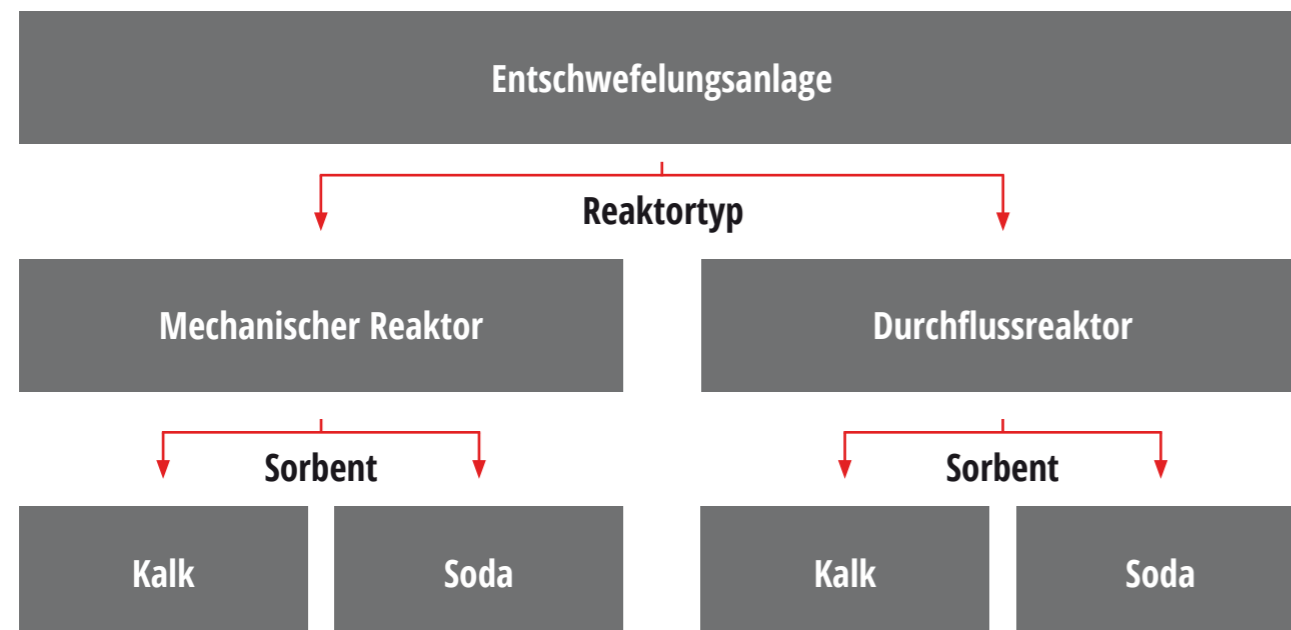 Entschwefelungsanlage
Reaktortyp
Mechanischer Reaktor
Durchflussreaktor
Sorbent
Sorbent
Kalk
Soda
Kalk
Soda